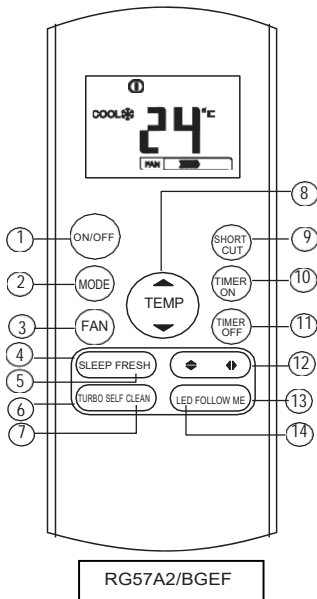 COOL 24 °C
FAN
8
1 ON/OFF SHORT CUT 9
2 MODE TEMP TIMER ON 10
3 FAN TIMER OFF 11
4 SLEEP FRESH 12
5
6 TURBO SELF CLEAN LED FOLLOW ME 13
7 14
RG57A2/BGEF